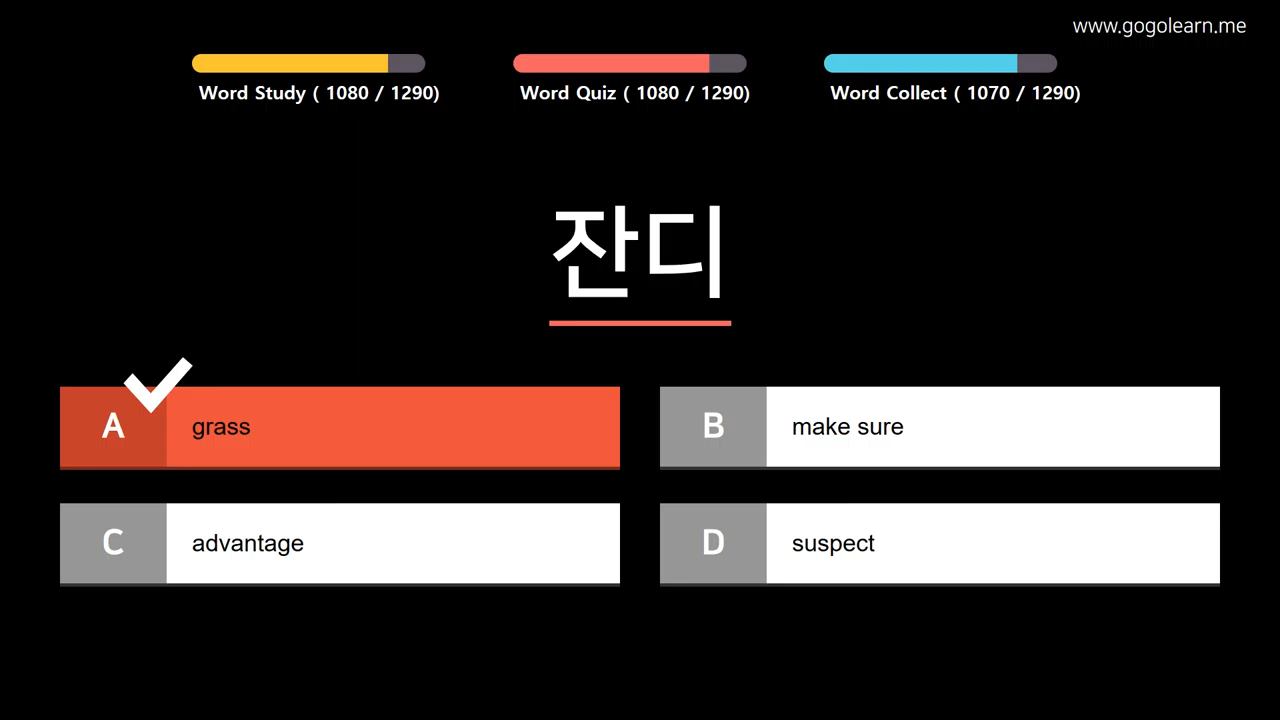 www.gogolearn.me
Word Study ( 1080 / 1290)
Word Quiz ( 1080 / 1290)
Word Collect ( 1070 / 1290)
잔디
A grass
B make sure
C advantage
D suspect